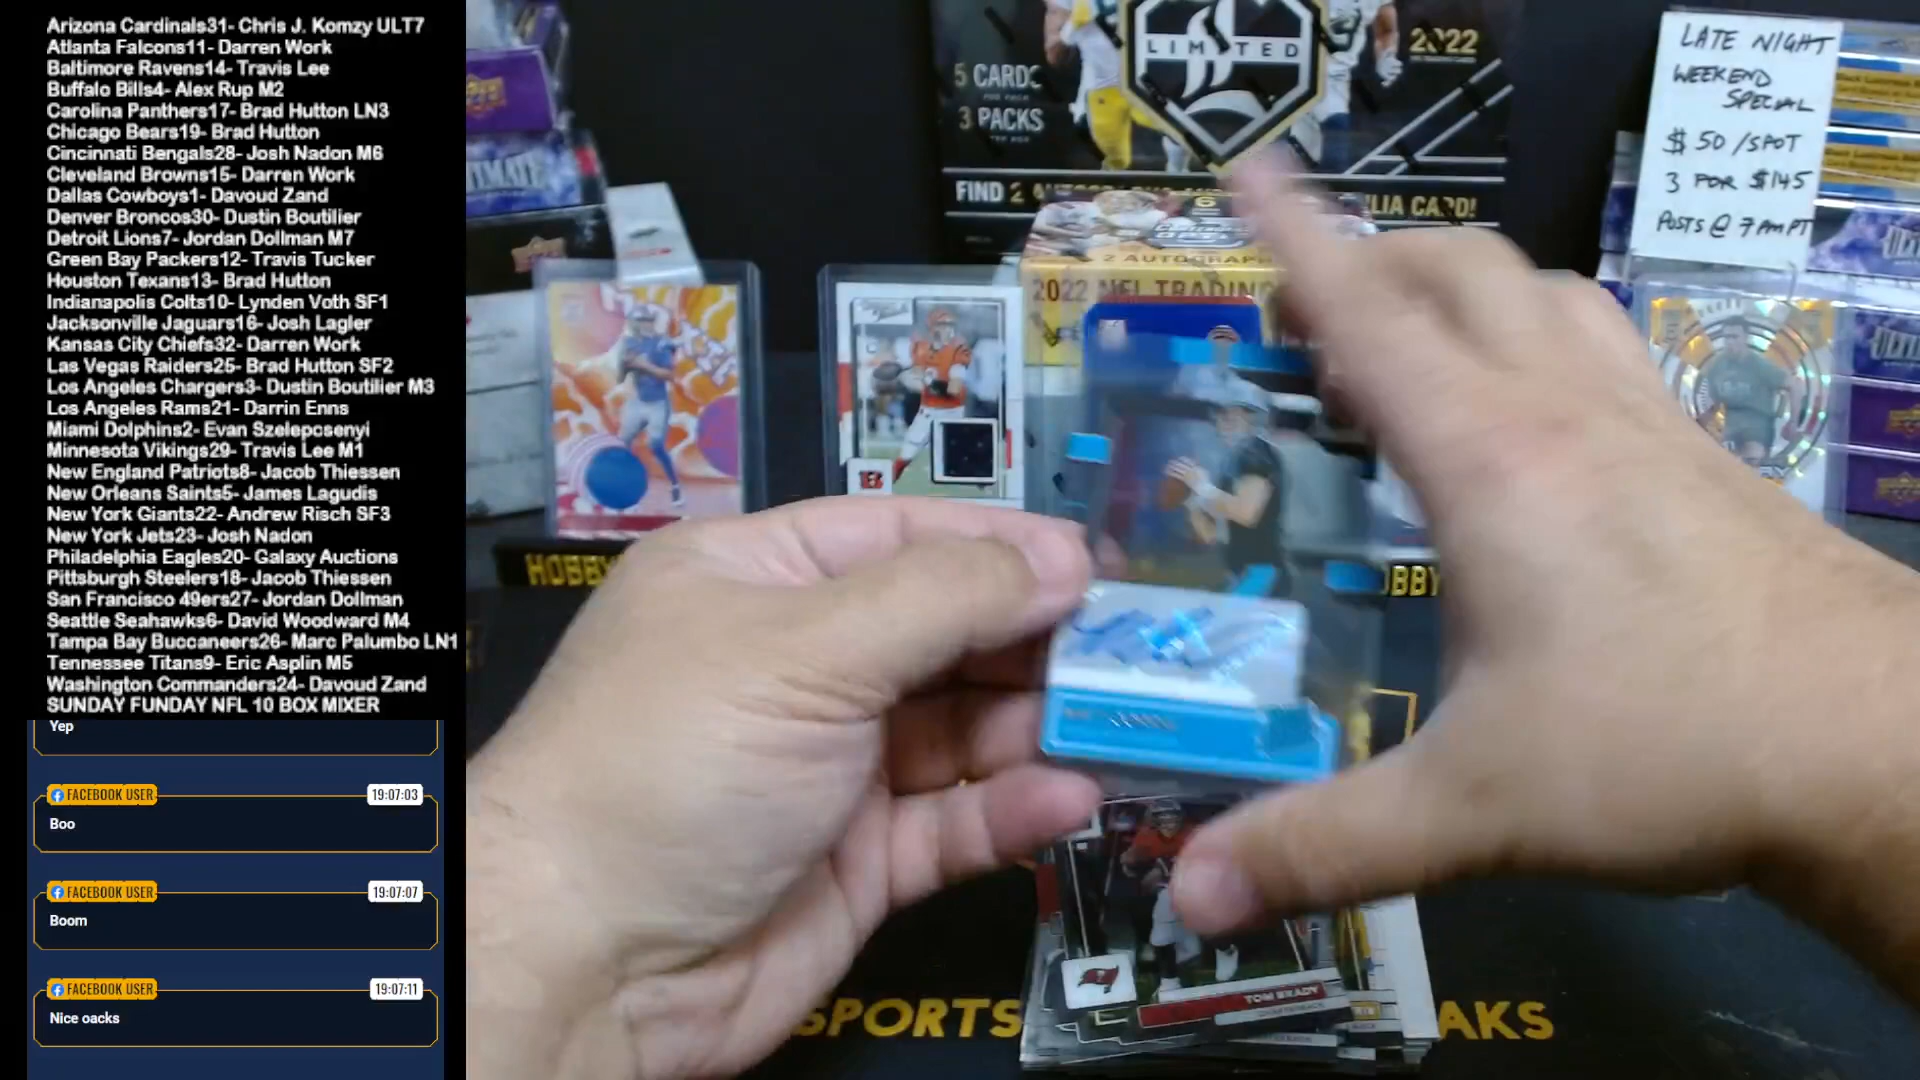 Arizona Cardinals31- Chris J. Komzy ULT7
Atlanta Falcons11- Darren Work
Baltimore Ravens14- Travis Lee
Buffalo Bills4- Alex Rup M2
Carolina Panthers17- Brad Hutton LN3
Chicago Bears19- Brad Hutton
Cincinnati Bengals28- Josh Nadon M6
Cleveland Browns15- Darren Work
Dallas Cowboys1- Davoud Zand
Denver Broncos30- Dustin Boutilier
Detroit Lions7- Jordan Dollman M7
Green Bay Packers12- Travis Tucker
Houston Texans13- Brad Hutton
Indianapolis Colts10- Lynden Voth SF1
Jacksonville Jaguars16- Josh Lagler
Kansas City Chiefs32- Darren Work
Las Vegas Raiders25- Brad Hutton SF2
Los Angeles Chargers3- Dustin Boutilier M3
Los Angeles Rams21- Darrin Enns
Miami Dolphins2- Evan Szelepcsenyi
Minnesota Vikings29- Travis Lee M1
New England Patriots8- Jacob Thiessen
New Orleans Saints5- James Lagudis
New York Giants22- Andrew Risch SF3
New York Jets23- Josh Nadon
Philadelphia Eagles20- Galaxy Auctions
Pittsburgh Steelers18- Jacob Thiessen
San Francisco 49ers27- Jordan Dollman
Seattle Seahawks6- David Woodward M4
Tampa Bay Buccaneers26- Marc Palumbo LN1
Tennessee Titans9- Eric Asplin M5
Washington Commanders24- Davoud Zand
SUNDAY FUNDAY NFL 10 BOX MIXER
Yep
FACEBOOK USER 19:07:03
Boo
FACEBOOK USER 19:07:07
Boom
FACEBOOK USER 19:07:11
Nice oacks
LIMITED
2022
5 CARDS
3 PACKS
FIND 2
CARD!
2 AUTOGRAPH
2022 NFL TRADING
LATE NIGHT
WEEKEND
SPECIAL
$50/SPOT
3 FOR $145
POSTS @ 7PM PT
HOBBY
TOM BRADY
SPORTS